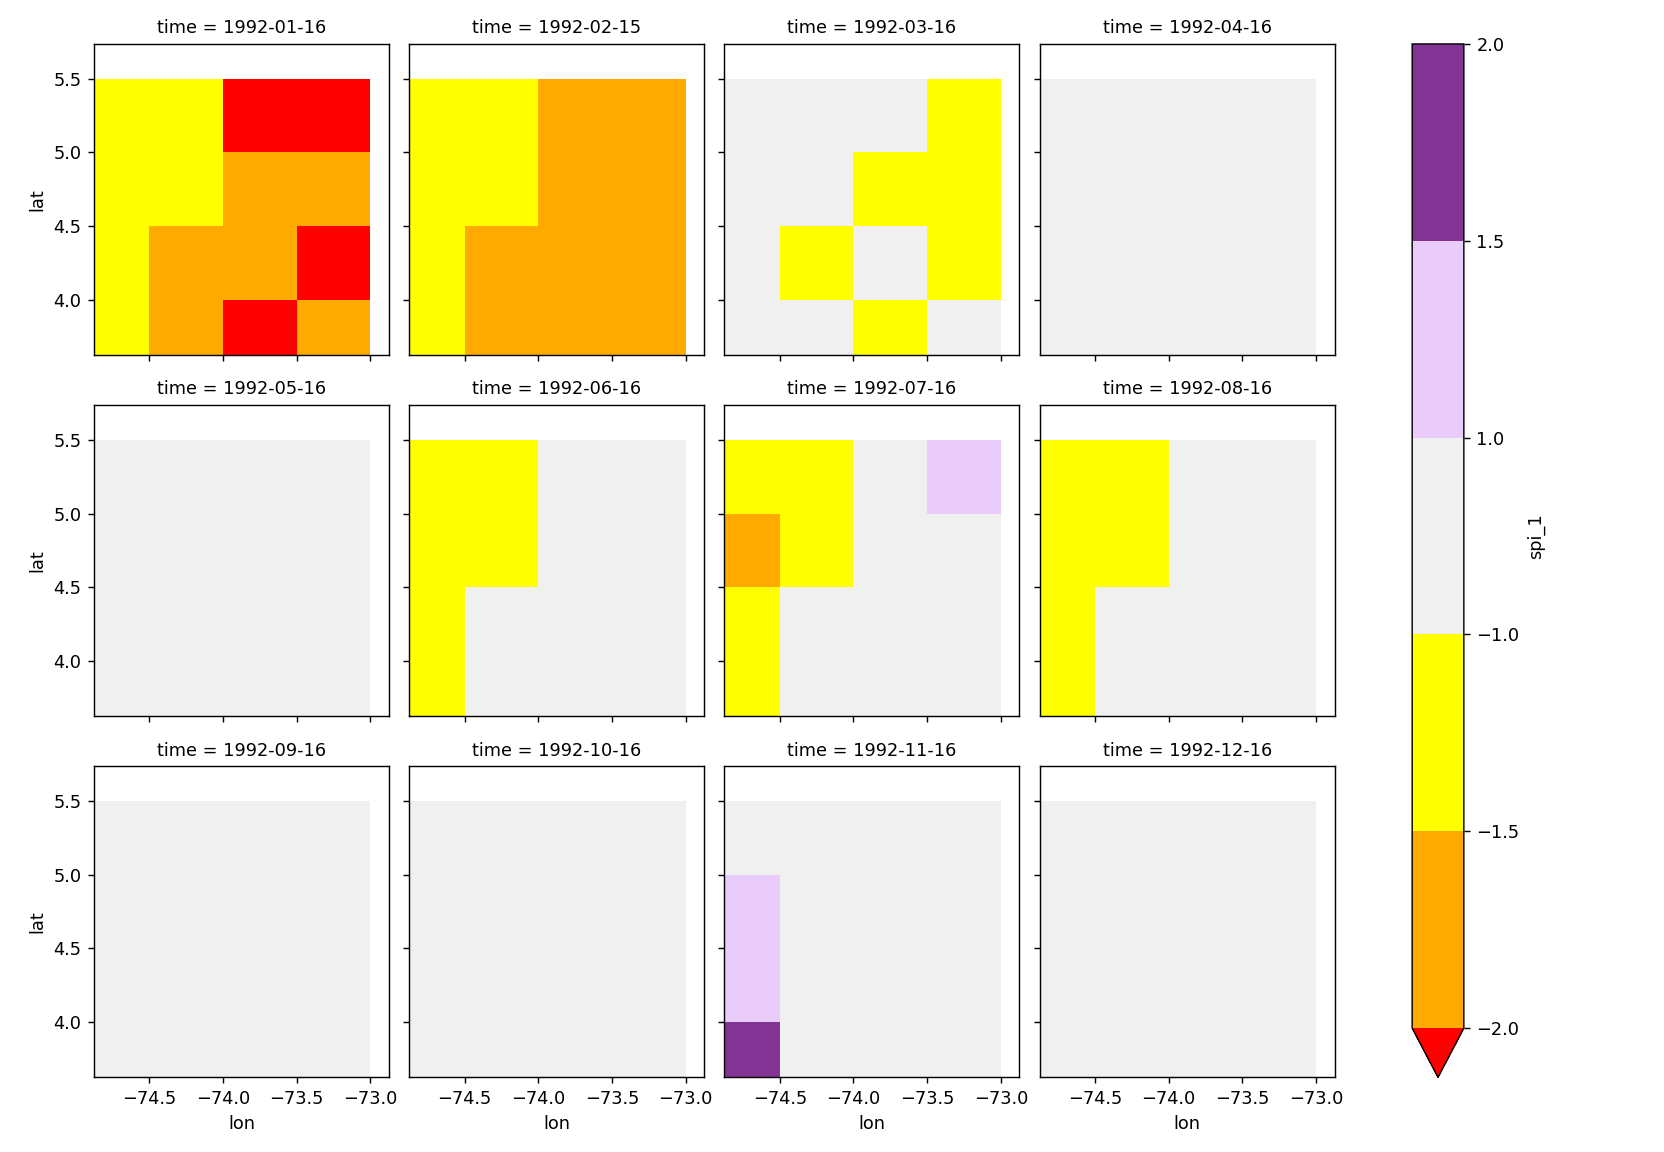 time = 1992-01-16
time = 1992-02-15
time = 1992-03-16
time = 1992-04-16
lat
5.5
5.0
4.5
4.0
time = 1992-05-16
time = 1992-06-16
time = 1992-07-16
time = 1992-08-16
lat
5.5
5.0
4.5
4.0
time = 1992-09-16
time = 1992-10-16
time = 1992-11-16
time = 1992-12-16
lat
5.5
5.0
4.5
4.0
−74.5 −74.0 −73.5 −73.0
lon
−74.5 −74.0 −73.5 −73.0
lon
−74.5 −74.0 −73.5 −73.0
lon
−74.5 −74.0 −73.5 −73.0
lon
2.0
1.5
1.0
−1.0
−1.5
−2.0
spi_1